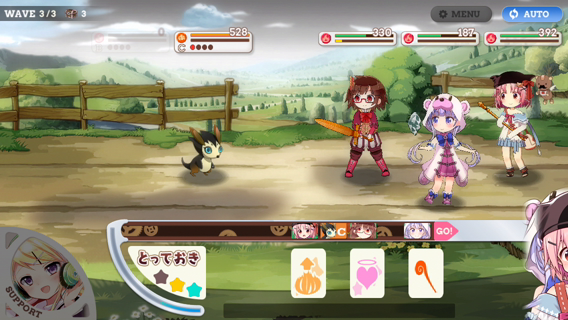 WAVE 3/3 3
MENU
AUTO
0
528
C
330
187
392
C
GO!
とっておき
SUPPORT